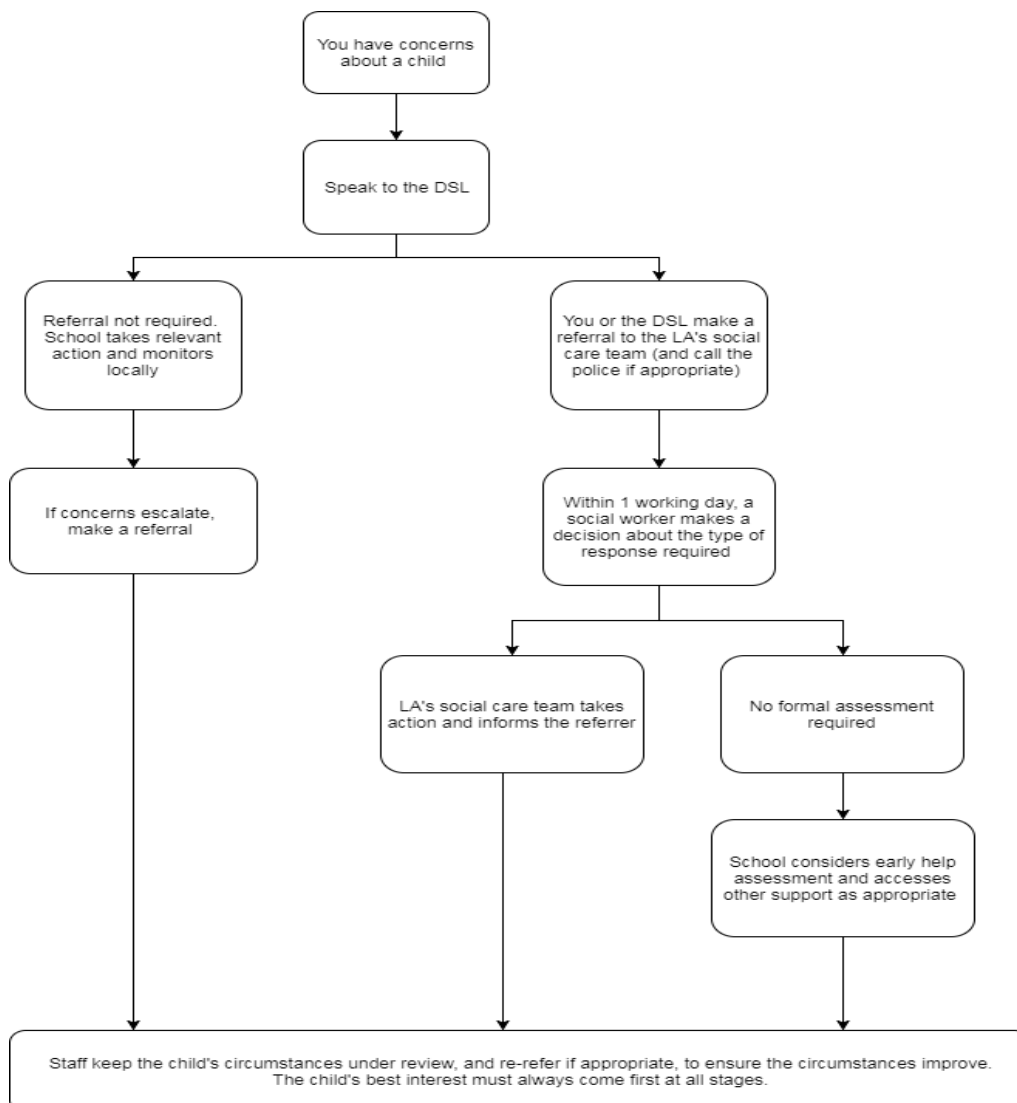 You have concerns
about a child
Speak to the DSL
Referral not required.
School takes relevant
action and monitors
locally
You or the DSL make a
referral to the LA's social
care team (and call the
police if appropriate)
If concerns escalate,
make a referral
Within 1 working day, a
social worker makes a
decision about the type of
response required
LA's social care team takes
action and informs the referrer
No formal assessment
required
School considers early help
assessment and accesses
other support as appropriate
Staff keep the child's circumstances under review, and re-refer if appropriate, to ensure the circumstances improve.
The child's best interest must always come first at all stages.